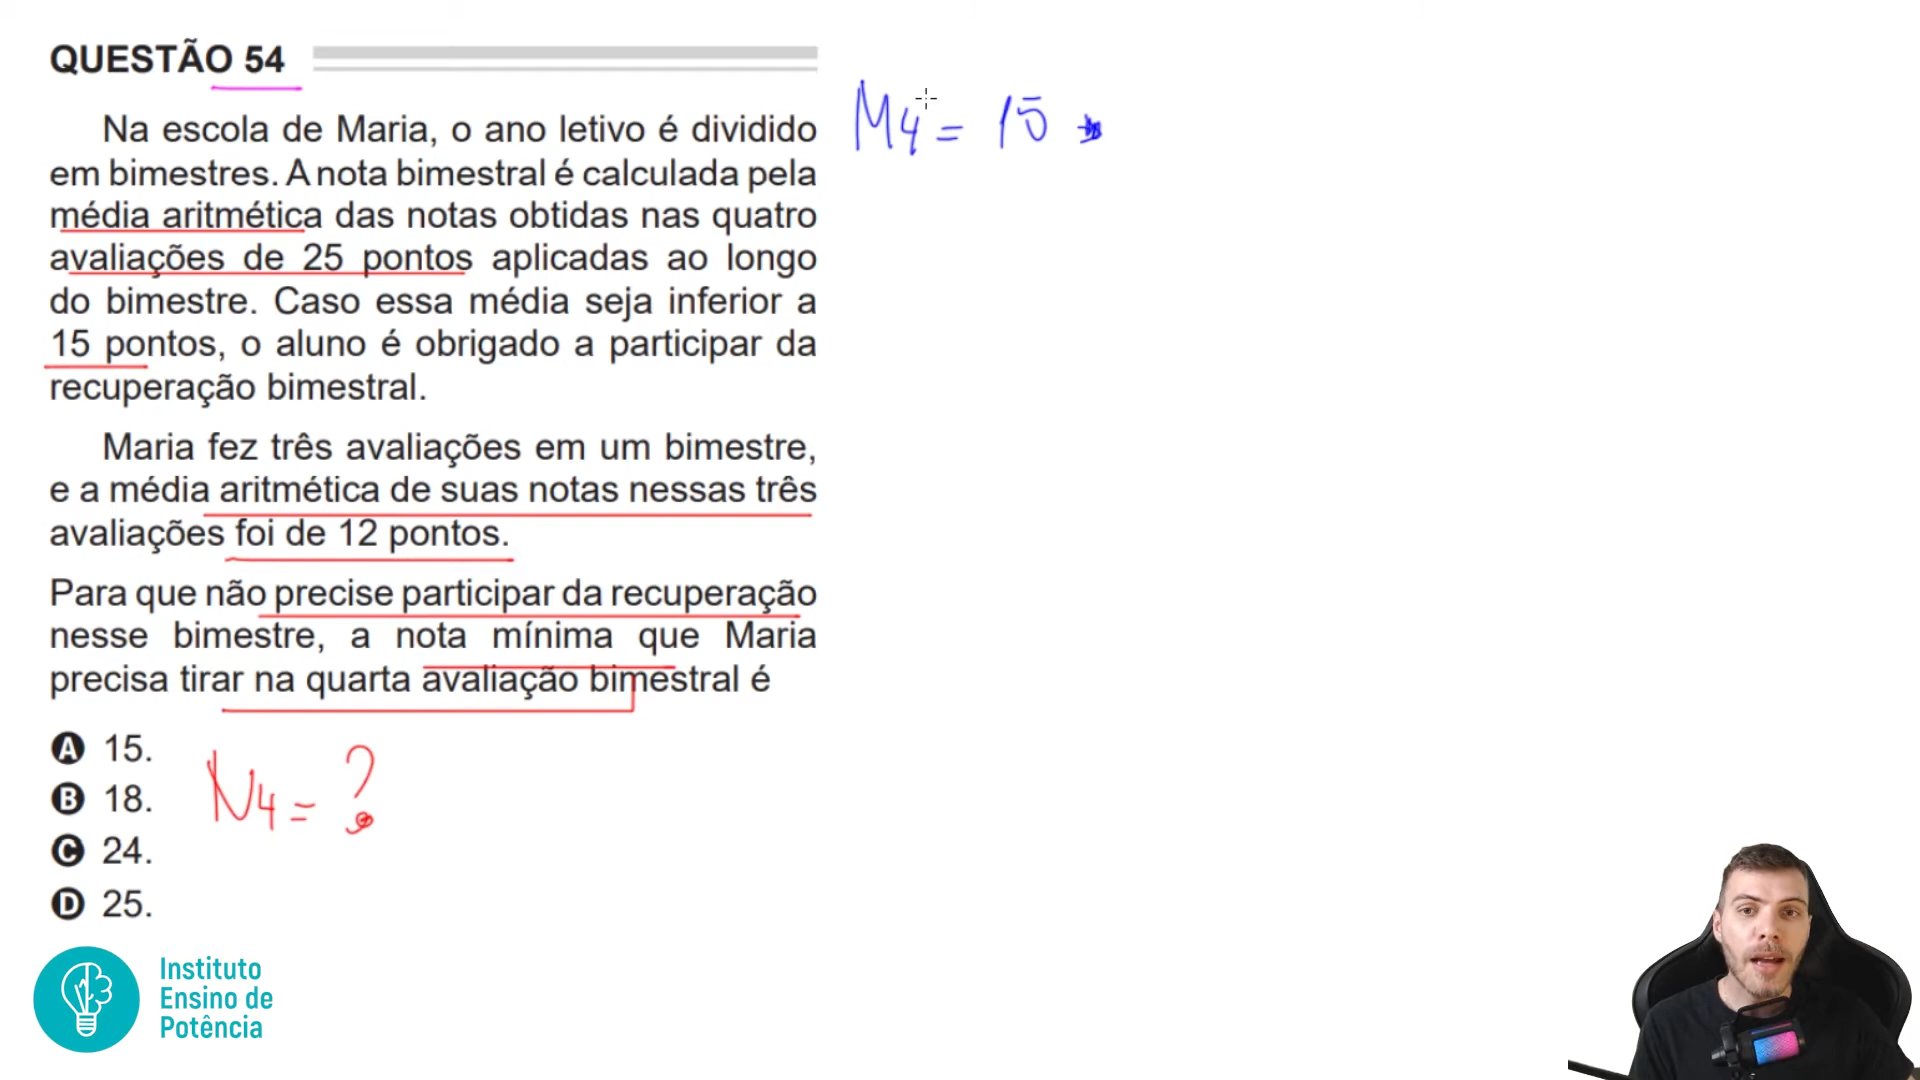 QUESTÃO 54
Na escola de Maria, o ano letivo é dividido
em bimestres. A nota bimestral é calculada pela
média aritmética das notas obtidas nas quatro
avaliações de 25 pontos aplicadas ao longo
do bimestre. Caso essa média seja inferior a
15 pontos, o aluno é obrigado a participar da
recuperação bimestral.
Maria fez três avaliações em um bimestre,
e a média aritmética de suas notas nessas três
avaliações foi de 12 pontos.
Para que não precise participar da recuperação
nesse bimestre, a nota mínima que Maria
precisa tirar na quarta avaliação bimestral é
A 15.
B 18.
C 24.
D 25.
N4 = ?
M4 = 15
Instituto
Ensino de
Potência